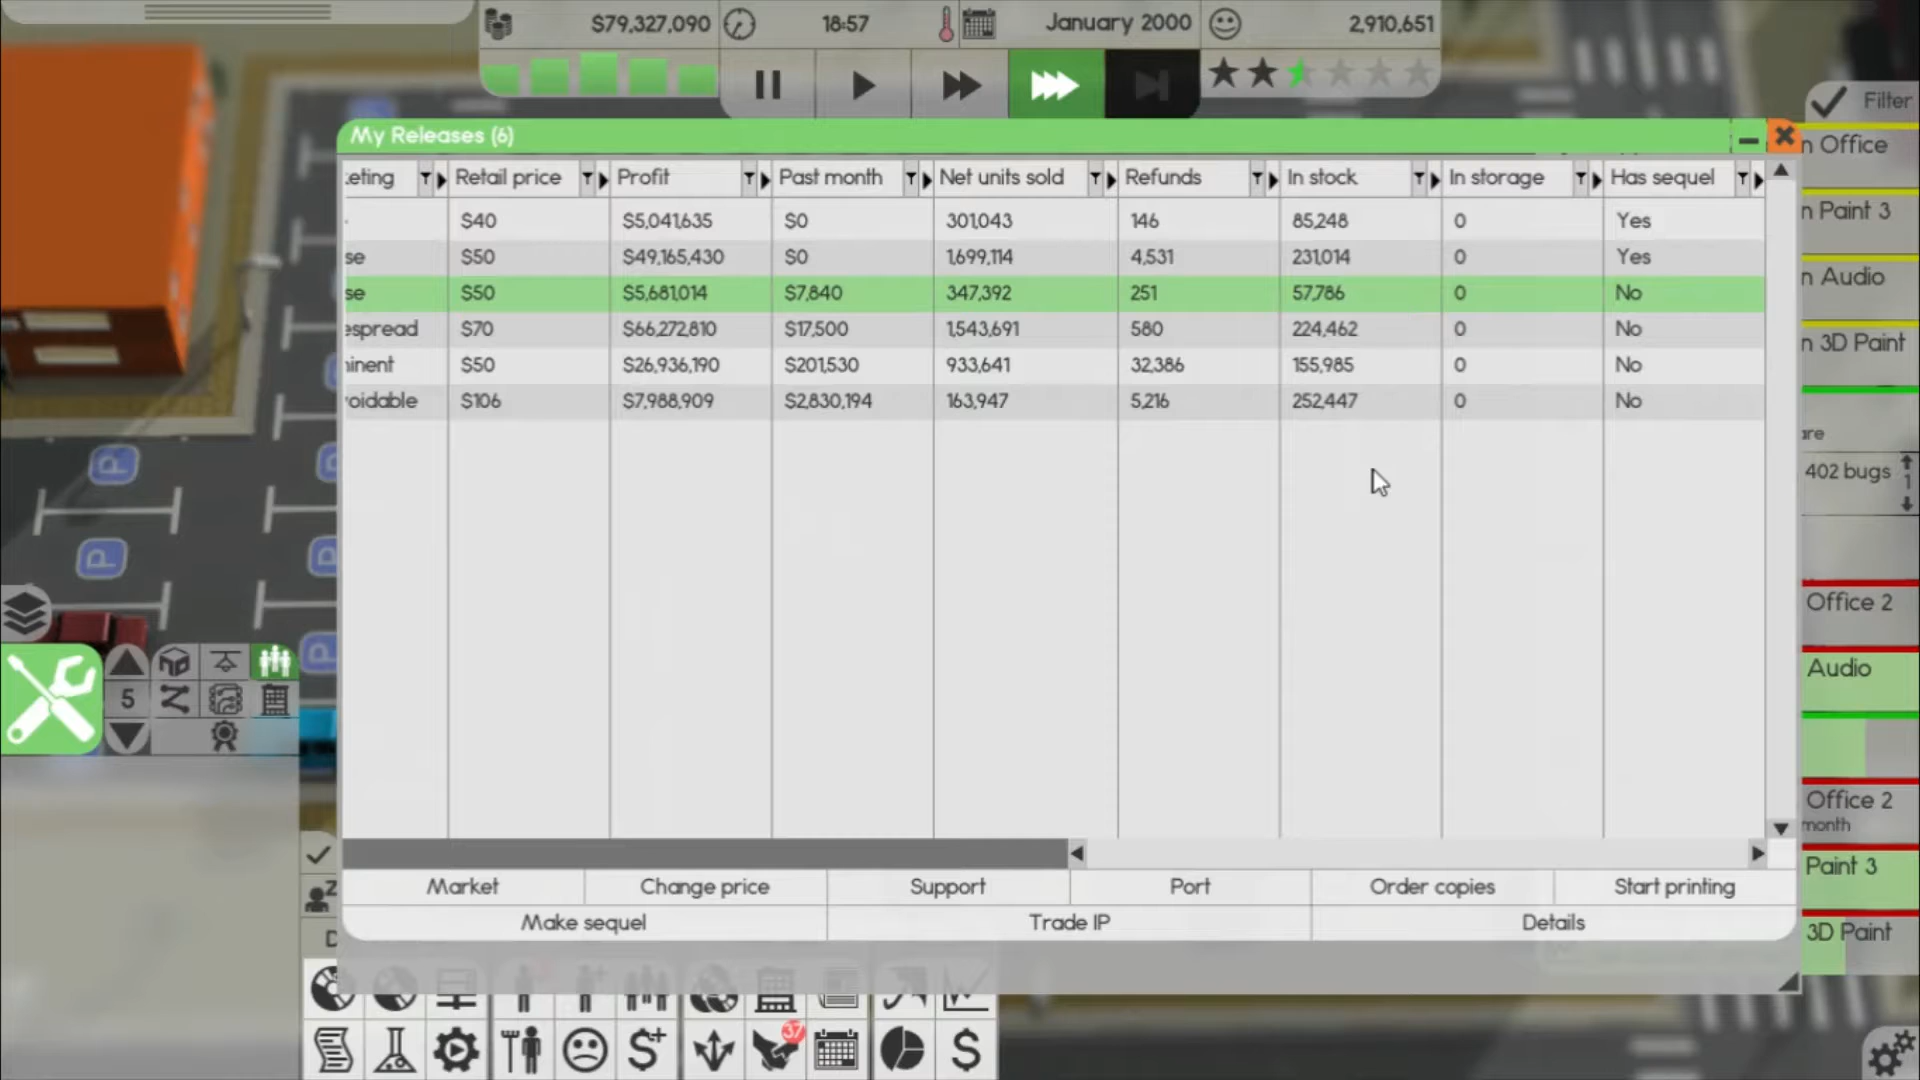 $79,327,090 18:57 January 2000 2,910,651
Filter
My Releases (6)
n Office
eting Retail price Profit Past month Net units sold Refunds In stock In storage Has sequel
$40 $5,041,635 $0 301,043 146 85,248 0 Yes
n Paint 3
se $50 $49,165,430 $0 1,699,114 4,531 231,014 0 Yes
n Audio
se $50 $5,681,014 $7,840 347,392 251 57,786 0 No
espread $70 $66,272,810 $17,500 1,543,691 580 224,462 0 No
n 3D Paint
inent $50 $26,936,190 $201,530 933,641 32,386 155,985 0 No
oidable $106 $7,988,909 $2,830,194 163,947 5,216 252,447 0 No
are
402 bugs
1
Office 2
Audio
5
Office 2
month
Paint 3
Market Change price Support Port Order copies Start printing
Make sequel Trade IP Details
3D Paint
D
37